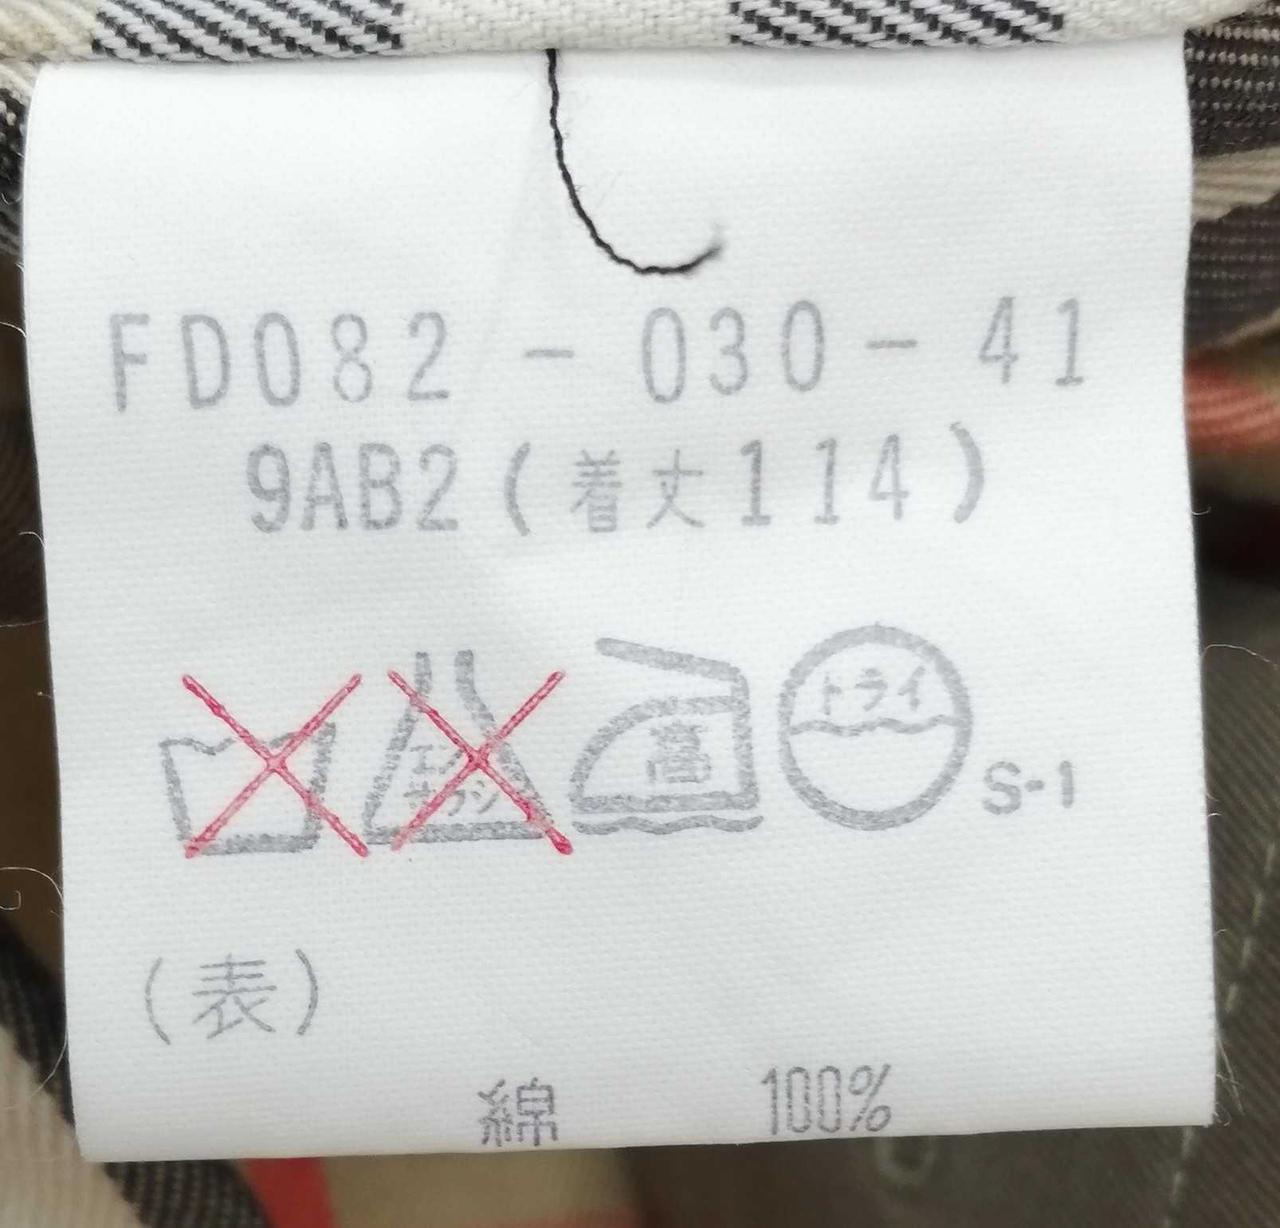 FD082 - 030 - 41
9AB2(着丈114)
エンソサラシ
高
ドライ
S-1
(表)
綿 100%